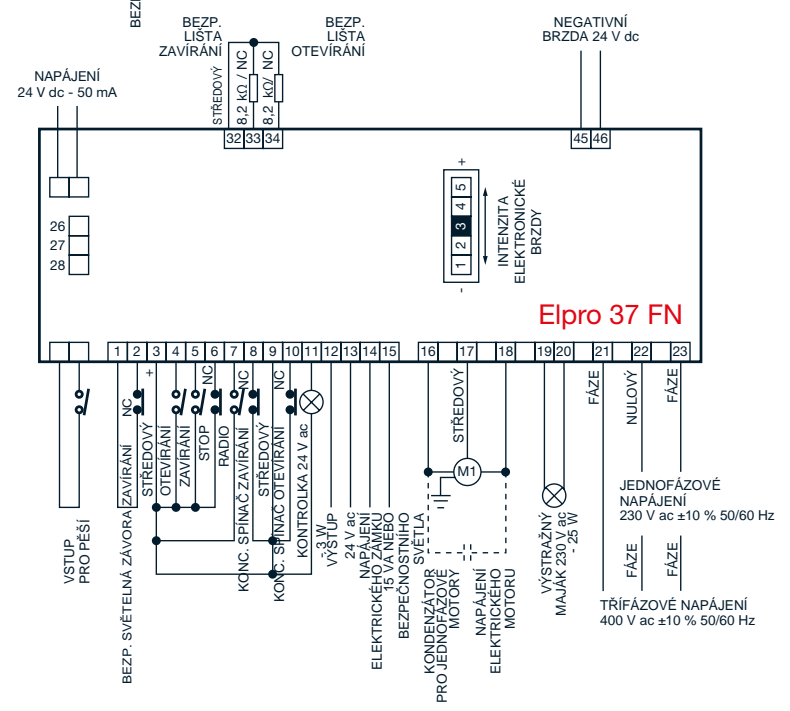 BEZ
BEZP.
LIŠTA
ZAVÍRÁNÍ
BEZP.
LIŠTA
OTEVÍRÁNÍ
NEGATIVNÍ
BRZDA 24 V dc
NAPÁJENÍ
24 V dc - 50 mA
STŘEDOVÝ
8,2 kΩ / NC
8,2 kΩ/ NC
32 33 34
45 46
26
27
28
+
5
4
3
2
1
-
INTENZITA
ELEKTRONICKÉ
BRZDY
Elpro 37 FN
1 2 3 4 5 6 7 8 9 10 11 12 13 14 15 16 17 18 19 20 21 22 23
VSTUP
PRO PĚŠÍ
BEZP. SVĚTELNÁ ZÁVORA ZAVÍRÁNÍ
NC
STŘEDOVÝ
+
OTEVÍRÁNÍ
ZAVÍRÁNÍ
STOP
NC
RADIO
KONC. SPÍNAČ ZAVÍRÁNÍ
NC
STŘEDOVÝ
KONC. SPÍNAČ OTEVÍRÁNÍ
NC
KONTROLKA 24 V ac
- 3 W
VÝSTUP
24 V ac
NAPÁJENÍ
ELEKTRICKÉHO ZÁMKU
15 VA NEBO
BEZPEČNOSTNÍHO
SVĚTLA
STŘEDOVÝ
M1
KONDENZÁTOR
PRO JEDNOFÁZOVÉ
MOTORY
NAPÁJENÍ
ELEKTRICKÉHO
MOTORU
VÝSTRAŽNÝ
MAJÁK 230 V ac
- 25 W
FÁZE
NULOVÝ
FÁZE
JEDNOFÁZOVÉ
NAPÁJENÍ
230 V ac ±10 % 50/60 Hz
FÁZE
FÁZE
TŘÍFÁZOVÉ NAPÁJENÍ
400 V ac ±10 % 50/60 Hz